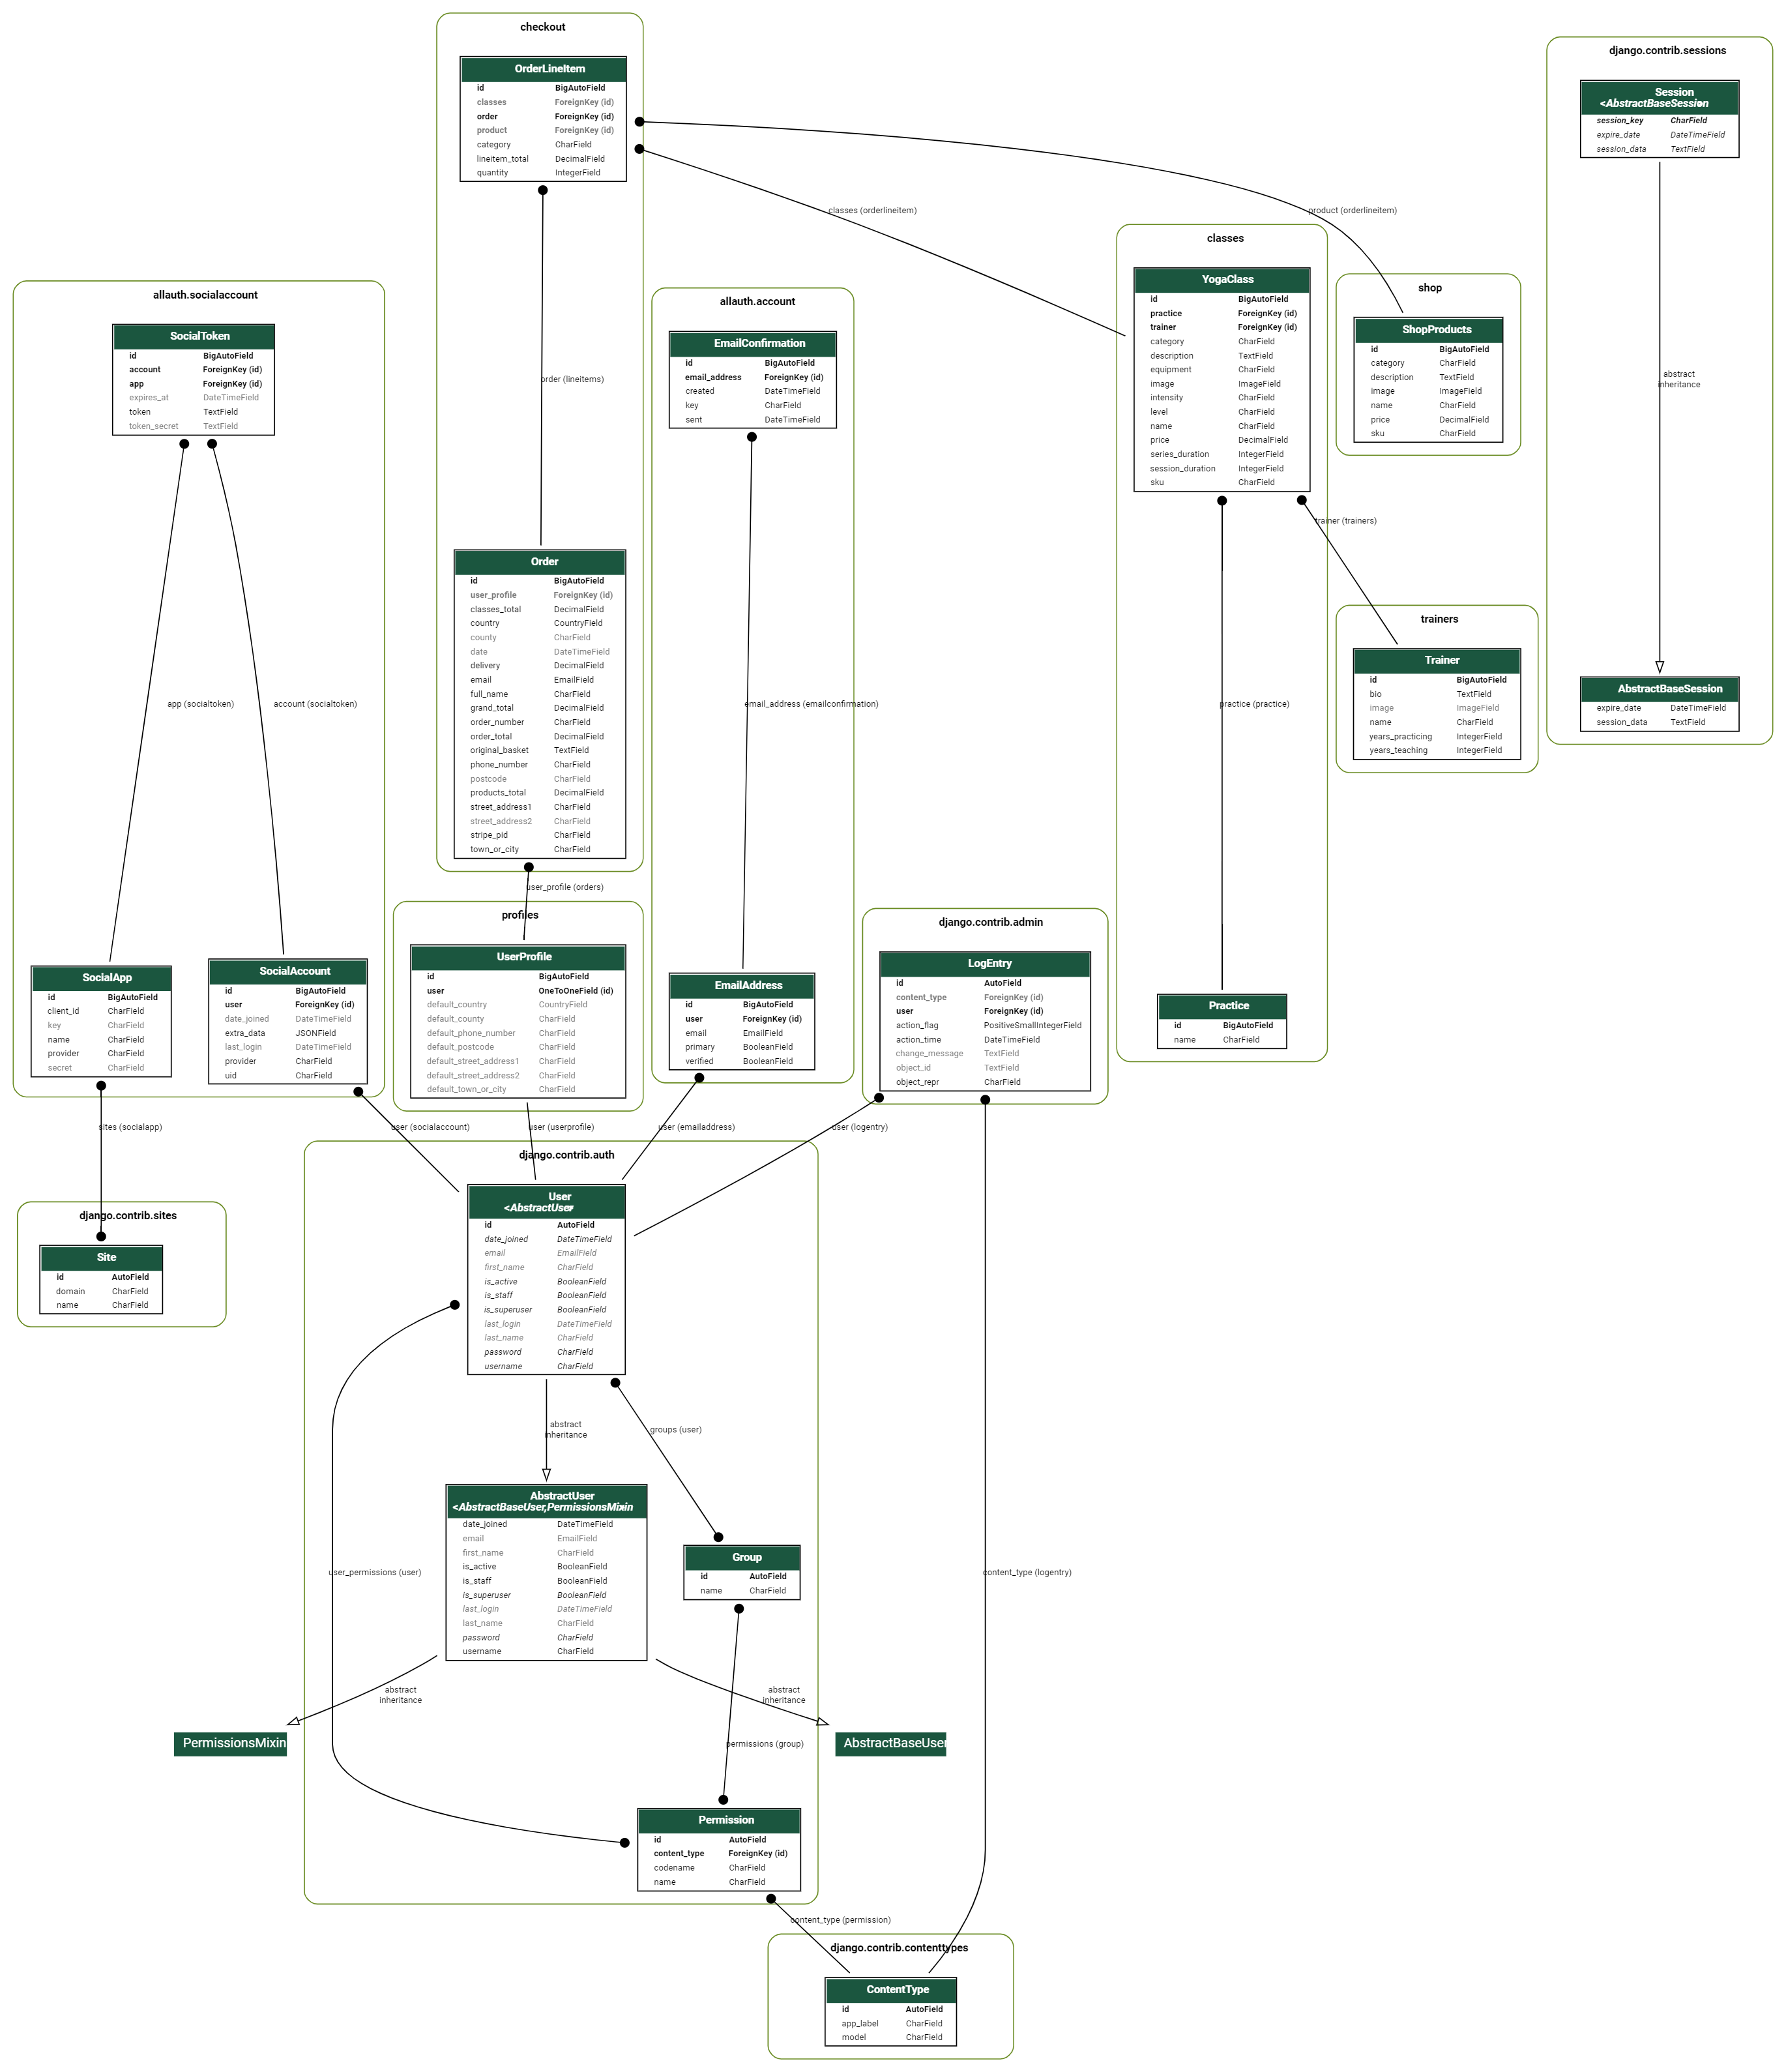 checkout
OrderLineItem
id BigAutoField
classes ForeignKey (id)
order ForeignKey (id)
product ForeignKey (id)
category CharField
lineitem_total DecimalField
quantity IntegerField
django.contrib.sessions
Session
<AbstractBaseSession>
session_key CharField
expire_date DateTimeField
session_data TextField
classes (orderlineitem)
product (orderlineitem)
classes
YogaClass
id BigAutoField
practice ForeignKey (id)
trainer ForeignKey (id)
category CharField
description TextField
equipment CharField
image ImageField
intensity CharField
level CharField
name CharField
price DecimalField
series_duration IntegerField
session_duration IntegerField
sku CharField
shop
ShopProducts
id BigAutoField
category CharField
description TextField
image ImageField
name CharField
price DecimalField
sku CharField
allauth.socialaccount
SocialToken
id BigAutoField
account ForeignKey (id)
app ForeignKey (id)
expires_at DateTimeField
token TextField
token_secret TextField
allauth.account
EmailConfirmation
id BigAutoField
email_address ForeignKey (id)
created DateTimeField
key CharField
sent DateTimeField
order (lineitems)
abstract
inheritance
trainer (trainers)
Order
id BigAutoField
user_profile ForeignKey (id)
classes_total DecimalField
country CountryField
county CharField
date DateTimeField
delivery DecimalField
email EmailField
full_name CharField
grand_total DecimalField
order_number CharField
order_total DecimalField
original_basket TextField
phone_number CharField
postcode CharField
products_total DecimalField
street_address1 CharField
street_address2 CharField
stripe_pid CharField
town_or_city CharField
trainers
Trainer
id BigAutoField
bio TextField
image ImageField
name CharField
years_practicing IntegerField
years_teaching IntegerField
AbstractBaseSession
expire_date DateTimeField
session_data TextField
app (socialtoken)
account (socialtoken)
email_address (emailconfirmation)
practice (practice)
user_profile (orders)
SocialApp
id BigAutoField
client_id CharField
key CharField
name CharField
provider CharField
secret CharField
SocialAccount
id BigAutoField
user ForeignKey (id)
date_joined DateTimeField
extra_data JSONField
last_login DateTimeField
provider CharField
uid CharField
profiles
UserProfile
id BigAutoField
user OneToOneField (id)
default_country CountryField
default_county CharField
default_phone_number CharField
default_postcode CharField
default_street_address1 CharField
default_street_address2 CharField
default_town_or_city CharField
EmailAddress
id BigAutoField
user ForeignKey (id)
email EmailField
primary BooleanField
verified BooleanField
django.contrib.admin
LogEntry
id AutoField
content_type ForeignKey (id)
user ForeignKey (id)
action_flag PositiveSmallIntegerField
action_time DateTimeField
change_message TextField
object_id TextField
object_repr CharField
Practice
id BigAutoField
name CharField
sites (socialapp)
user (socialaccount)
user (userprofile)
user (emailaddress)
user (logentry)
django.contrib.sites
Site
id AutoField
domain CharField
name CharField
django.contrib.auth
User
<AbstractUser>
id AutoField
date_joined DateTimeField
email EmailField
first_name CharField
is_active BooleanField
is_staff BooleanField
is_superuser BooleanField
last_login DateTimeField
last_name CharField
password CharField
username CharField
abstract
inheritance
groups (user)
AbstractUser
<AbstractBaseUser,PermissionsMixin>
date_joined DateTimeField
email EmailField
first_name CharField
is_active BooleanField
is_staff BooleanField
is_superuser BooleanField
last_login DateTimeField
last_name CharField
password CharField
username CharField
Group
id AutoField
name CharField
user_permissions (user)
content_type (logentry)
abstract
inheritance
abstract
inheritance
PermissionsMixin
permissions (group)
AbstractBaseUser
Permission
id AutoField
content_type ForeignKey (id)
codename CharField
name CharField
content_type (permission)
django.contrib.contenttypes
ContentType
id AutoField
app_label CharField
model CharField